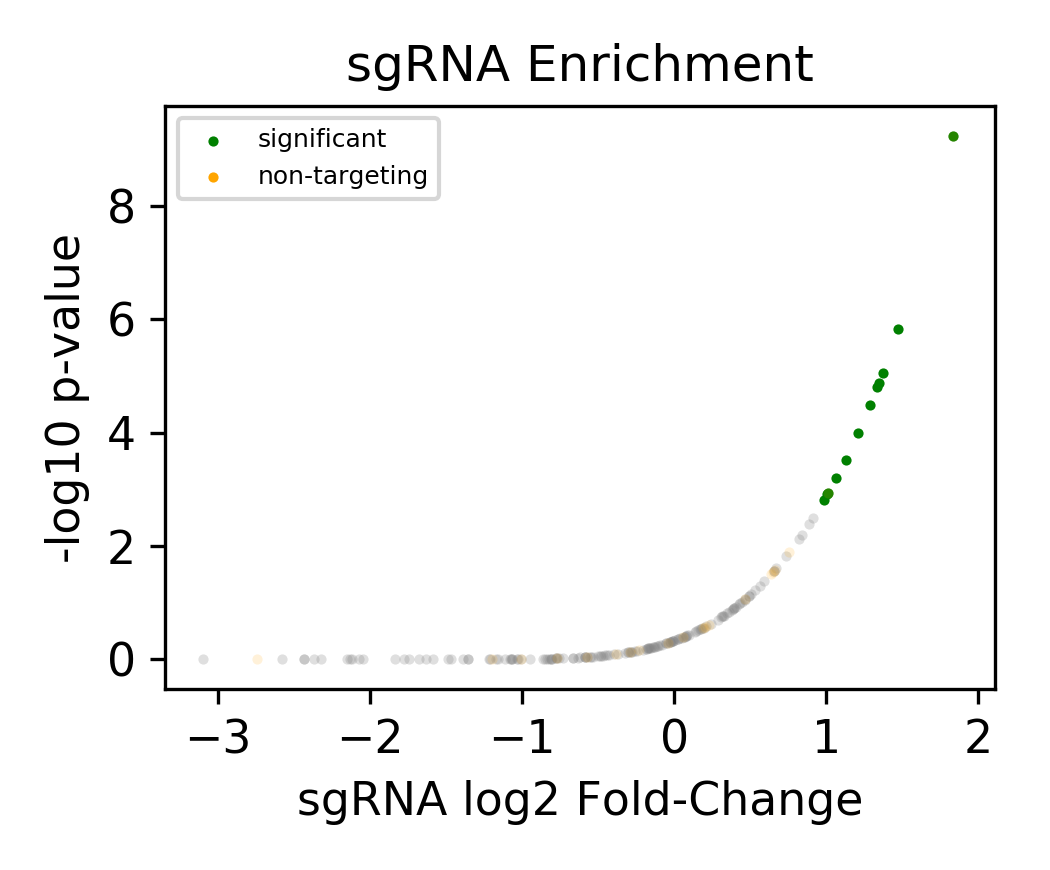 sgRNA Enrichment
significant
non-targeting
8
6
4
2
0
-log10 p-value
−3
−2
−1
0
1
2
sgRNA log2 Fold-Change